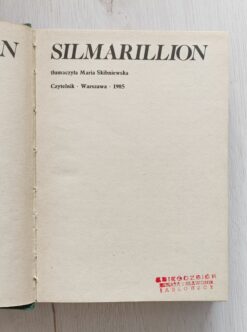 N
SILMARILLION
tłumaczyła Maria Skibniewska
Czytelnik · Warszawa · 1985